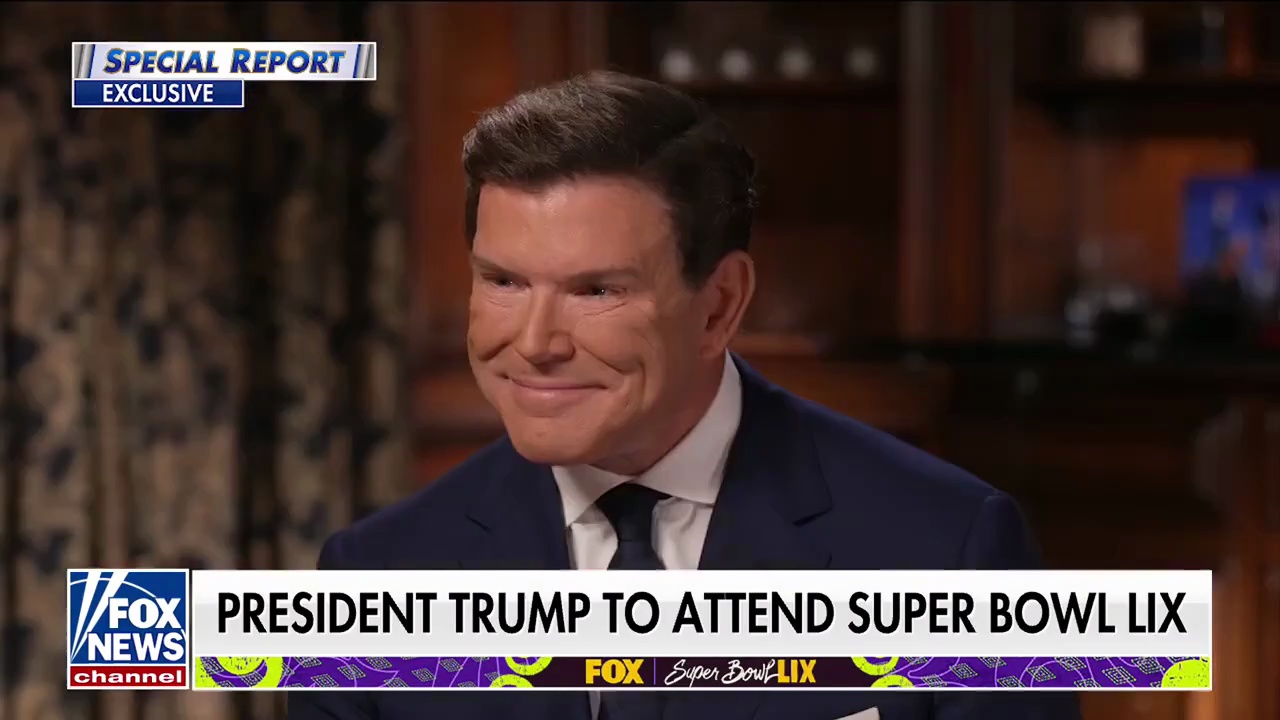 SPECIAL REPORT
EXCLUSIVE
FOX
NEWS
channel
PRESIDENT TRUMP TO ATTEND SUPER BOWL LIX
FOX Super Bowl LIX